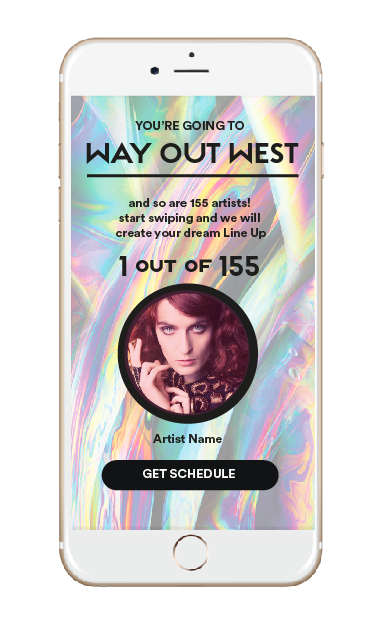 YOU'RE GOING TO
WAY OUT WEST
and so are 155 artists!
start swiping and we will
create your dream Line Up
1 OUT OF 155
Artist Name
GET SCHEDULE